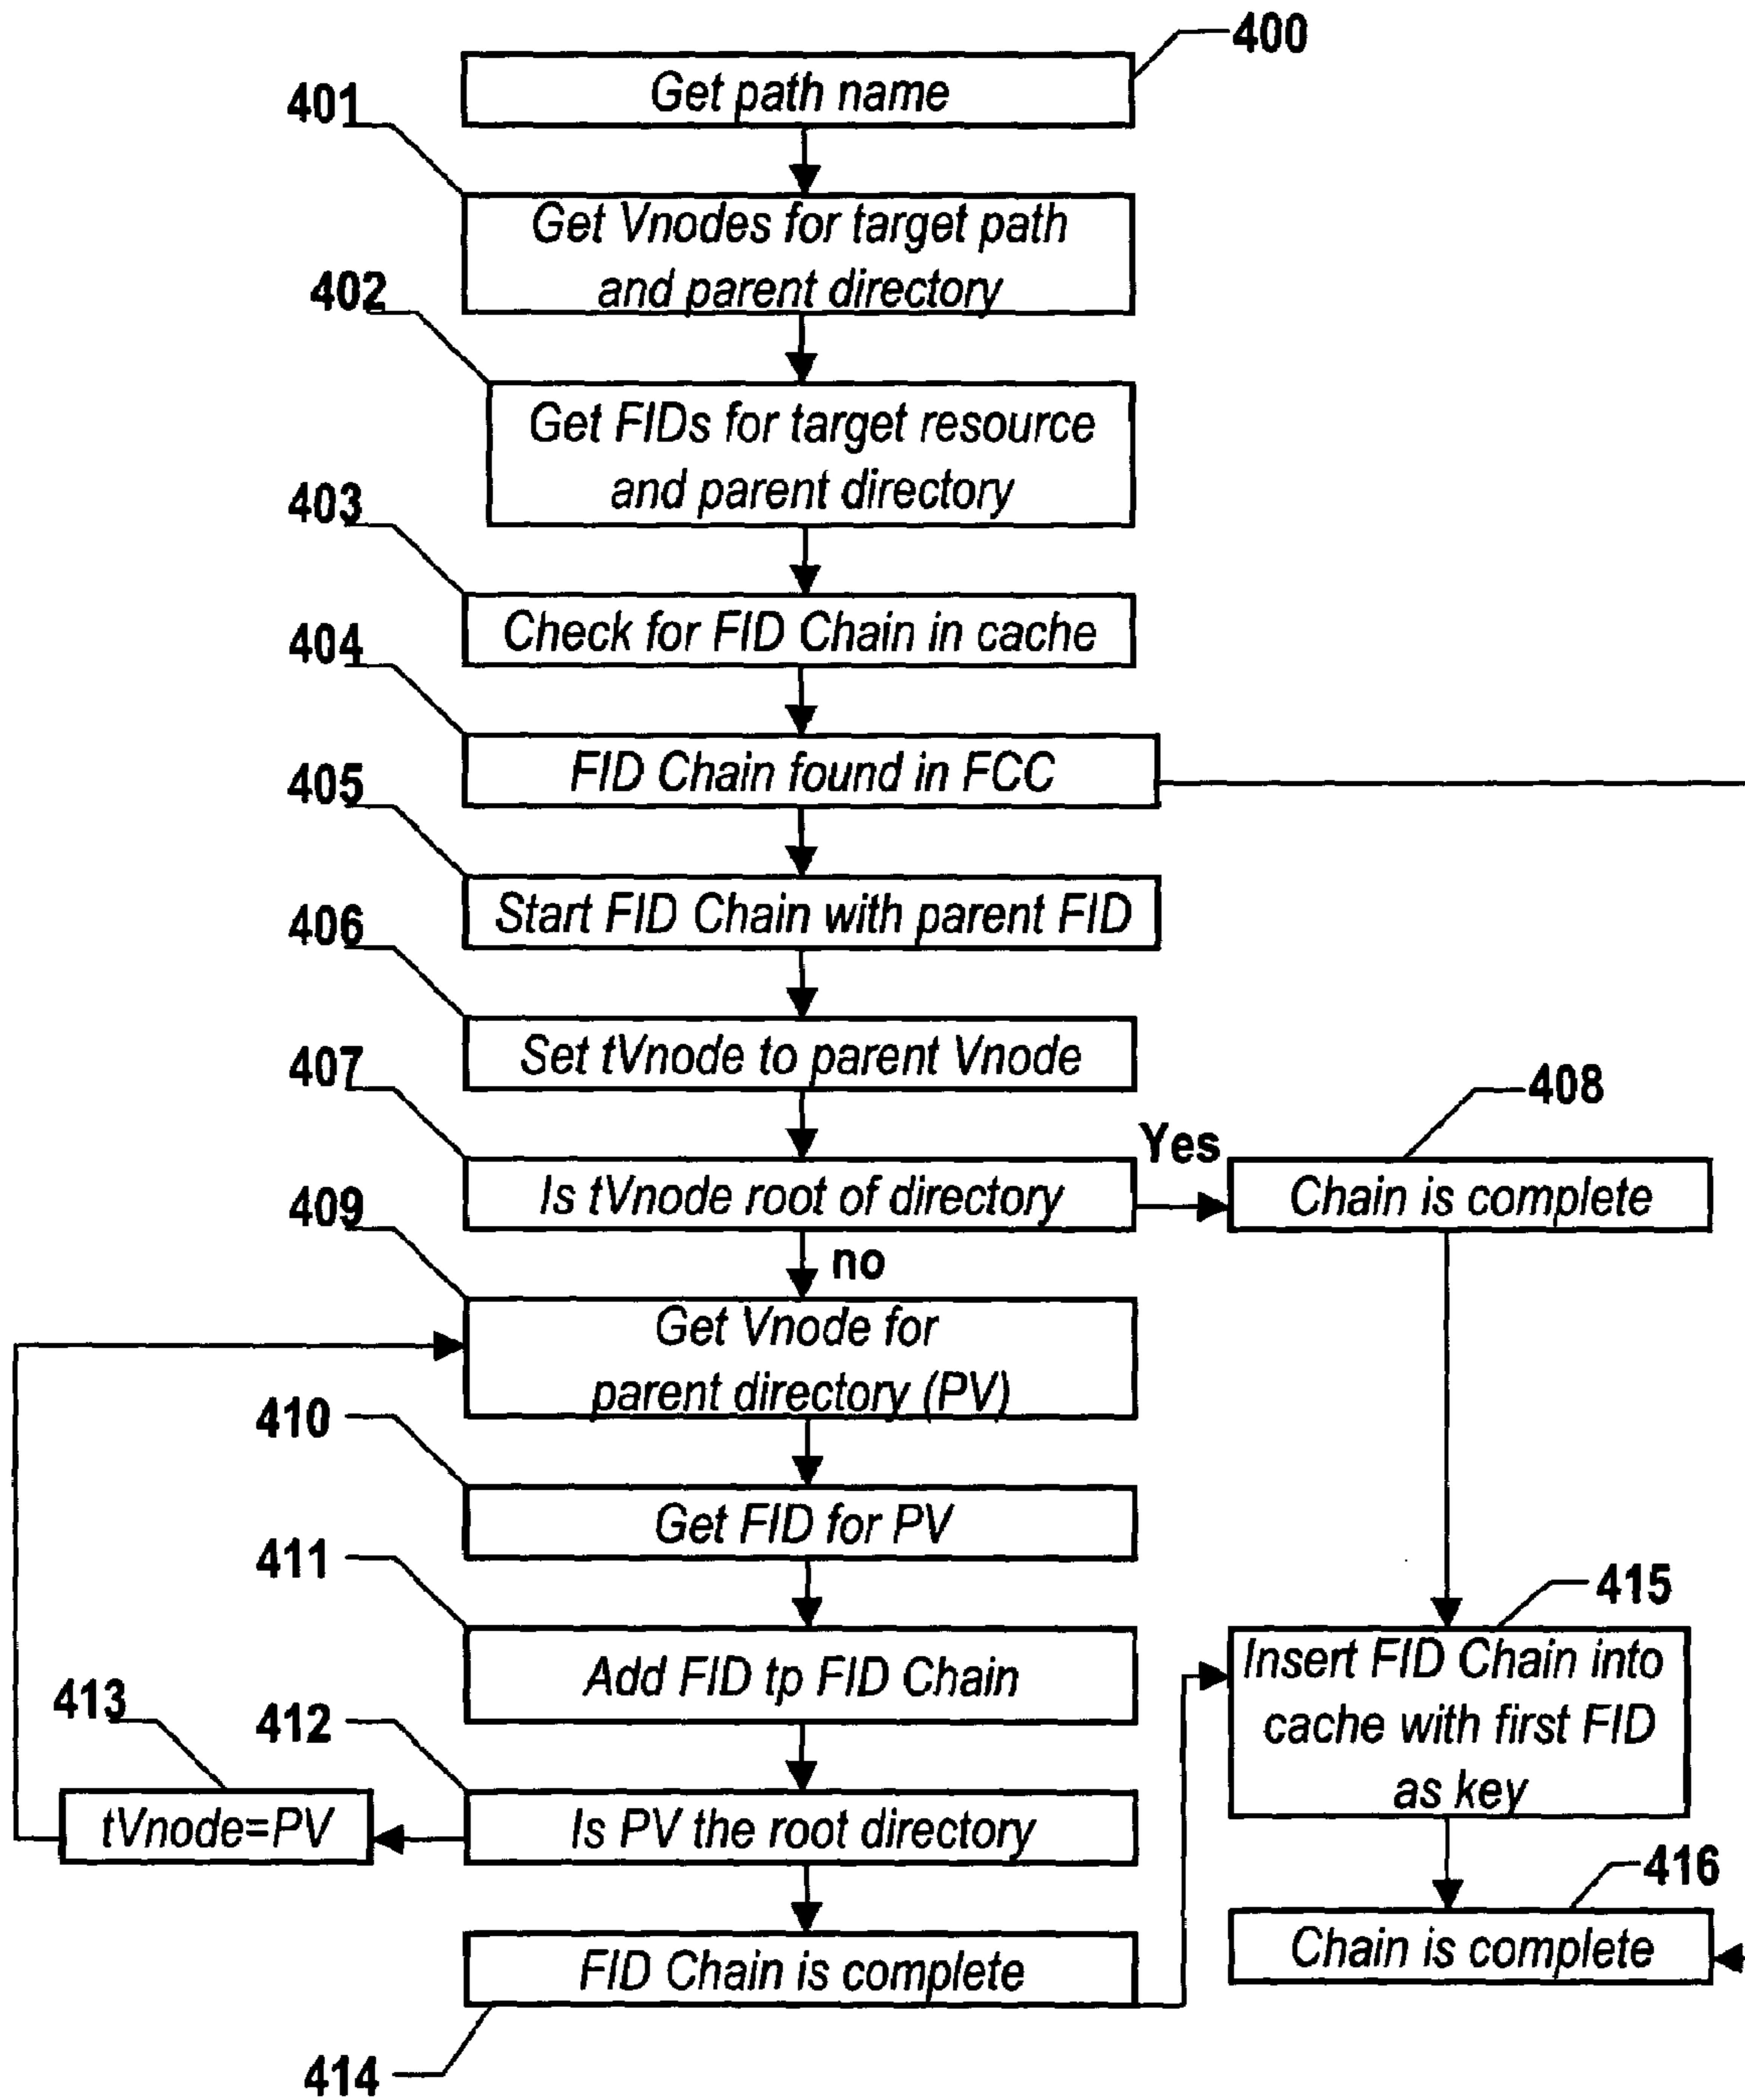 400
Get path name
401
Get Vnodes for target path
and parent directory
402
Get FIDs for target resource
and parent directory
403
Check for FID Chain in cache
404
FID Chain found in FCC
405
Start FID Chain with parent FID
406
Set tVnode to parent Vnode
407
408
Yes
Is tVnode root of directory
Chain is complete
409
no
Get Vnode for
parent directory (PV)
410
Get FID for PV
411
415
Add FID tp FID Chain
Insert FID Chain into
cache with first FID
as key
413
412
tVnode=PV
Is PV the root directory
416
FID Chain is complete
Chain is complete
414